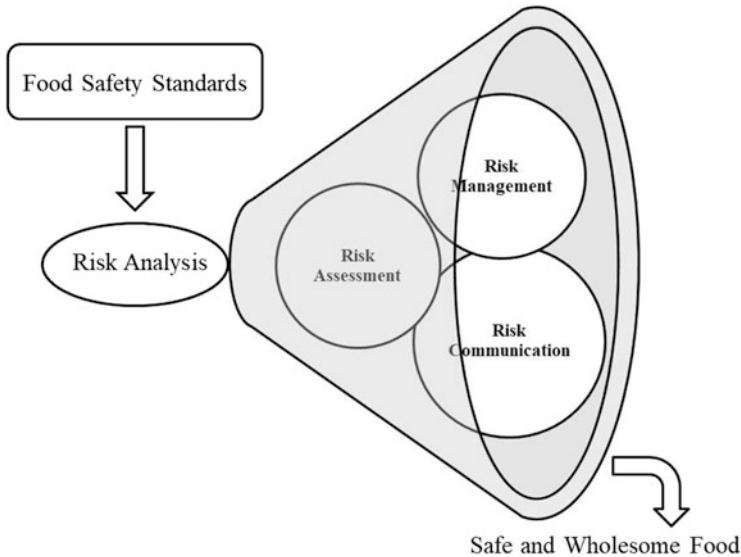 Food Safety Standards
Risk Analysis
Risk
Assessment
Risk
Management
Risk
Communication
Safe and Wholesome Food